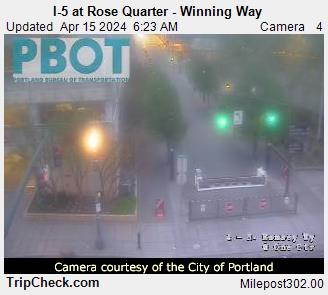 I-5 at Rose Quarter - Winning Way
Updated Apr 15 2024 6:23 AM Camera 4
PBOT
PORTLAND BUREAU OF TRANSPORTATION
Camera courtesy of the City of Portland
TripCheck.com Milepost302.00